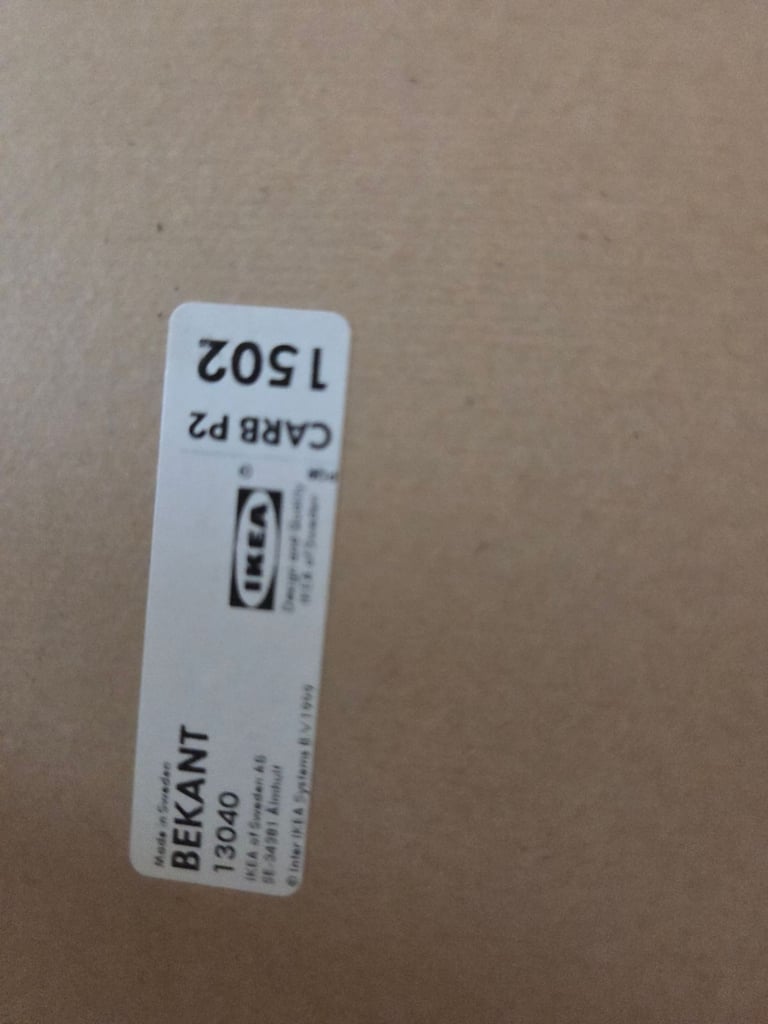 1502
CARB P2
IKEA
Design and Quality
IKEA of Sweden
Made in Sweden
BEKANT
13040
IKEA of Sweden AB
SE-34381 Älmhult
© Inter IKEA Systems B.V 1999